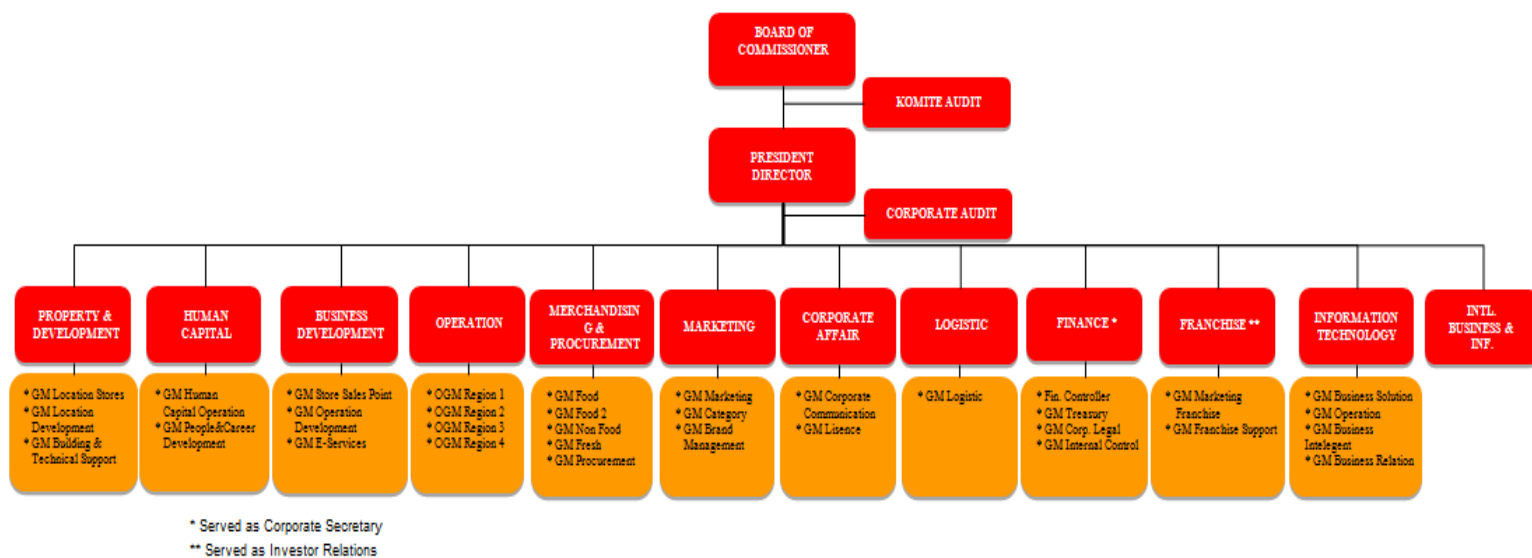 BOARD OF
COMMISSIONER
KOMITE AUDIT
PRESIDENT
DIRECTOR
CORPORATE AUDIT
PROPERTY &
DEVELOPMENT
HUMAN
CAPITAL
BUSINESS
DEVELOPMENT
OPERATION
MERCHANDISIN
G &
PROCUREMENT
MARKETING
CORPORATE
AFFAIR
LOGISTIC
FINANCE *
FRANCHISE **
INFORMATION
TECHNOLOGY
INTL.
BUSINESS &
INF.
* GM Location Stores
* GM Location
Development
* GM Building &
Technical Support
* GM Human
Capital Operation
* GM People&Career
Development
* GM Store Sales Point
* GM Operation
Development
* GM E-Services
* OGM Region 1
* OGM Region 2
* OGM Region 3
* OGM Region 4
* GM Food
* GM Food 2
* GM Non Food
* GM Fresh
* GM Procurement
* GM Marketing
* GM Category
* GM Brand
Management
* GM Corporate
Communication
* GM Lisence
* GM Logistic
* Fin. Controller
* GM Treasury
* GM Corp. Legal
* GM Internal Control
* GM Marketing
Franchise
* GM Franchise Support
* GM Business Solution
* GM Operation
* GM Business
Intelegent
* GM Business Relation
* Served as Corporate Secretary
** Served as Investor Relations